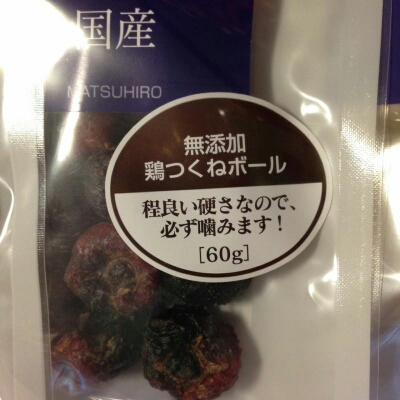 国産
MATSUHIRO
無添加
鶏つくねボール
程良い硬さなので、
必ず噛みます！
[60g]